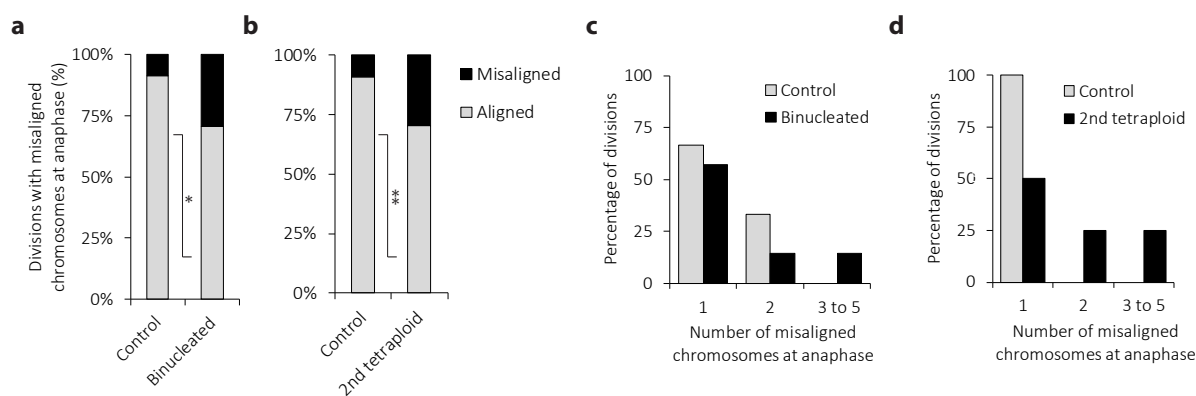 a
Divisions with misaligned
chromosomes at anaphase (%)
100%
75%
50%
25%
0%
*
Control
Binucleated
b
100%
75%
50%
25%
0%
**
Control
2nd tetraploid
Misaligned
Aligned
c
Percentage of divisions
100
75
50
25
0
Control
Binucleated
1 2 3 to 5
Number of misaligned
chromosomes at anaphase
d
Percentage of divisions
100
75
50
25
0
Control
2nd tetraploid
1 2 3 to 5
Number of misaligned
chromosomes at anaphase